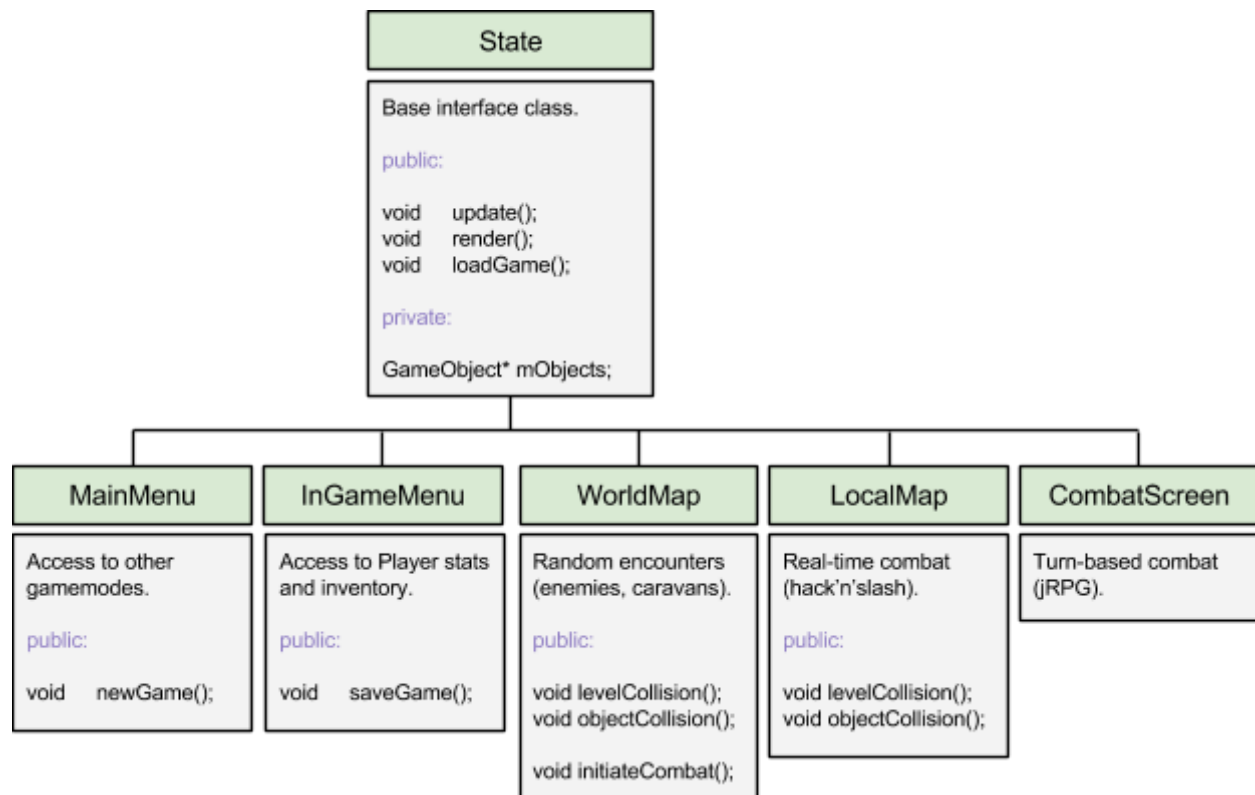 State
Base interface class.
public:
void update();
void render();
void loadGame();
private:
GameObject* mObjects;
MainMenu
Access to other
gamemodes.
public:
void newGame();
InGameMenu
Access to Player stats
and inventory.
public:
void saveGame();
WorldMap
Random encounters
(enemies, caravans).
public:
void levelCollision();
void objectCollision();
void initiateCombat();
LocalMap
Real-time combat
(hack'n'slash).
public:
void levelCollision();
void objectCollision();
CombatScreen
Turn-based combat
(jRPG).